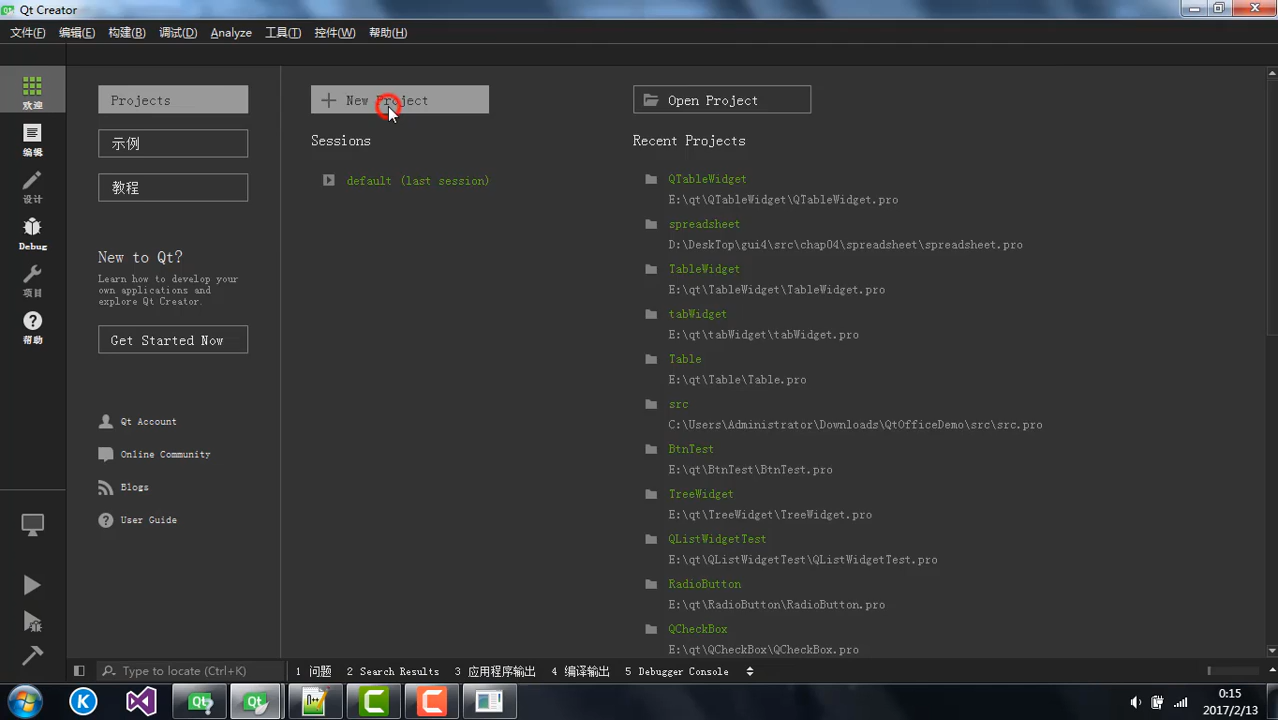 Qt Creator
文件(F) 编辑(E) 构建(B) 调试(D) Analyze 工具(T) 控件(W) 帮助(H)
欢迎
编辑
设计
Debug
项目
帮助
Projects
示例
教程
New to Qt?
Learn how to develop your
own applications and
explore Qt Creator.
Get Started Now
Qt Account
Online Community
Blogs
User Guide
New Project
Sessions
default (last session)
Open Project
Recent Projects
QTableWidget
E:\qt\QTableWidget\QTableWidget.pro
spreadsheet
D:\DeskTop\gui4\src\chap04\spreadsheet\spreadsheet.pro
TableWidget
E:\qt\TableWidget\TableWidget.pro
tabWidget
E:\qt\tabWidget\tabWidget.pro
Table
E:\qt\Table\Table.pro
src
C:\Users\Administrator\Downloads\QtOfficeDemo\src\src.pro
BtnTest
E:\qt\BtnTest\BtnTest.pro
TreeWidget
E:\qt\TreeWidget\TreeWidget.pro
QListWidgetTest
E:\qt\QListWidgetTest\QListWidgetTest.pro
RadioButton
E:\qt\RadioButton\RadioButton.pro
QCheckBox
E:\qt\QCheckBox\QCheckBox.pro
Type to locate (Ctrl+K) 1 问题 2 Search Results 3 应用程序输出 4 编译输出 5 Debugger Console
0:15
2017/2/13